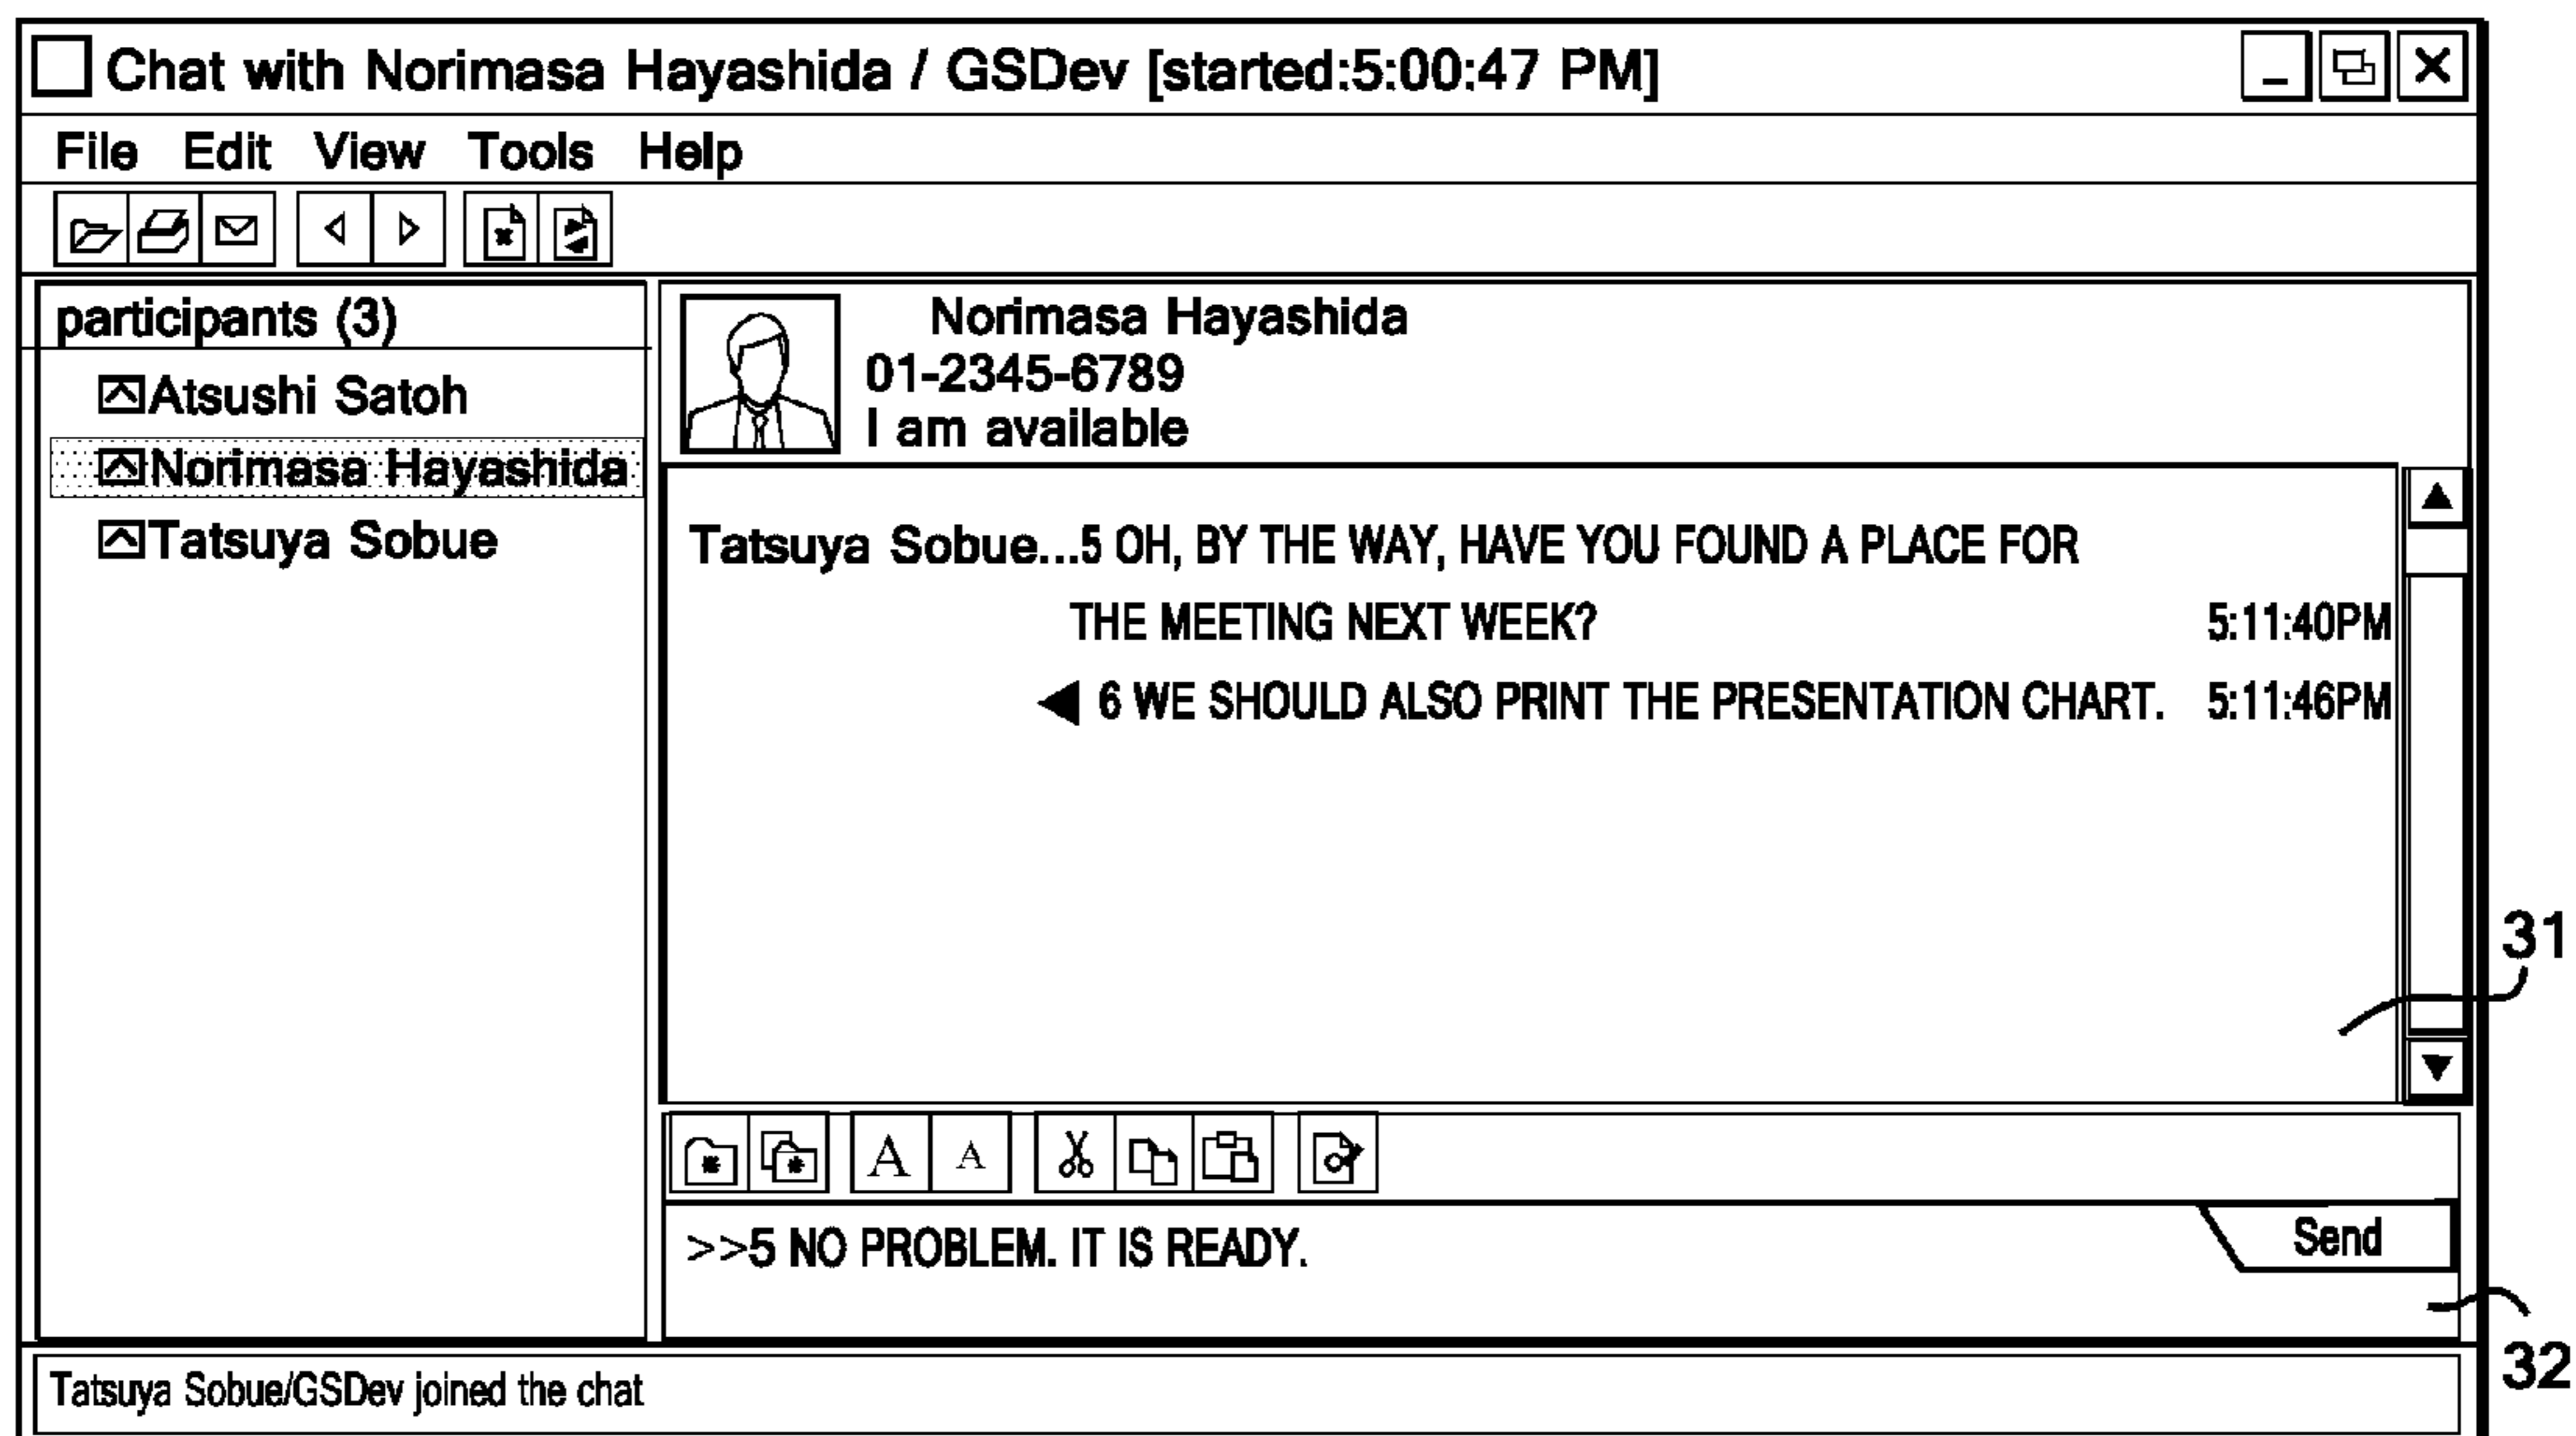 Chat with Norimasa Hayashida / GSDev [started:5:00:47 PM]
File Edit View Tools Help
participants (3)
Atsushi Satoh
Norimasa Hayashida
Tatsuya Sobue
Norimasa Hayashida
01-2345-6789
I am available
Tatsuya Sobue...5 OH, BY THE WAY, HAVE YOU FOUND A PLACE FOR
THE MEETING NEXT WEEK? 5:11:40PM
6 WE SHOULD ALSO PRINT THE PRESENTATION CHART. 5:11:46PM
31
A A
>>5 NO PROBLEM. IT IS READY.
Send
32
Tatsuya Sobue/GSDev joined the chat